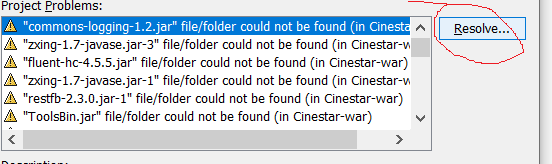 Project Problems:
"commons-logging-1.2.jar" file/folder could not be found (in Cinestar-w
Resolve...
"zxing-1.7-javase.jar-3" file/folder could not be found (in Cinestar-wa
"fluent-hc-4.5.5.jar" file/folder could not be found (in Cinestar-war)
"zxing-1.7-javase.jar-1" file/folder could not be found (in Cinestar-wa
"restfb-2.3.0.jar-1" file/folder could not be found (in Cinestar-war)
"ToolsBin.jar" file/folder could not be found (in Cinestar-war)